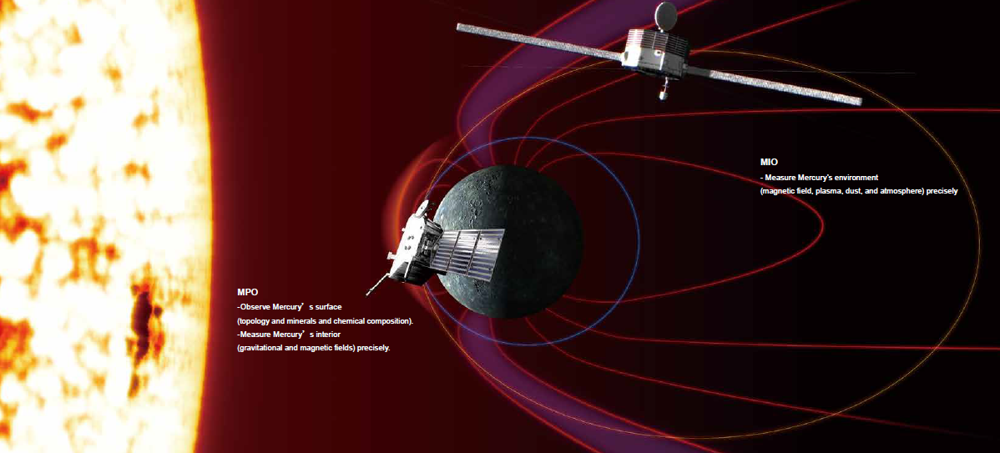 MIO
- Measure Mercury's environment
(magnetic field, plasma, dust, and atmosphere) precisely
MPO
-Observe Mercury’ s surface
(topology and minerals and chemical composition).
-Measure Mercury’ s interior
(gravitational and magnetic fields) precisely.